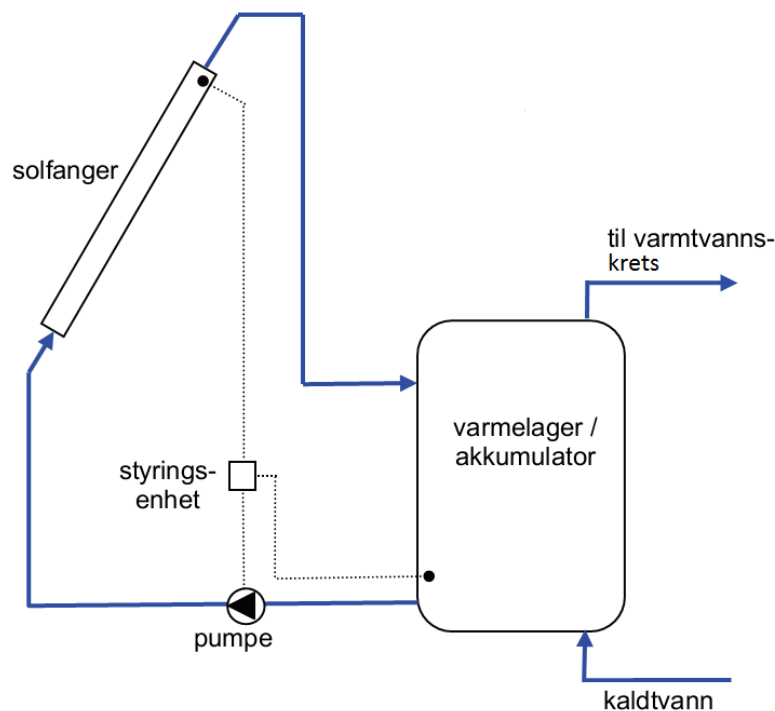 solfanger
til varmtvanns-
krets
varmelager /
akkumulator
styrings-
enhet
pumpe
kaldtvann